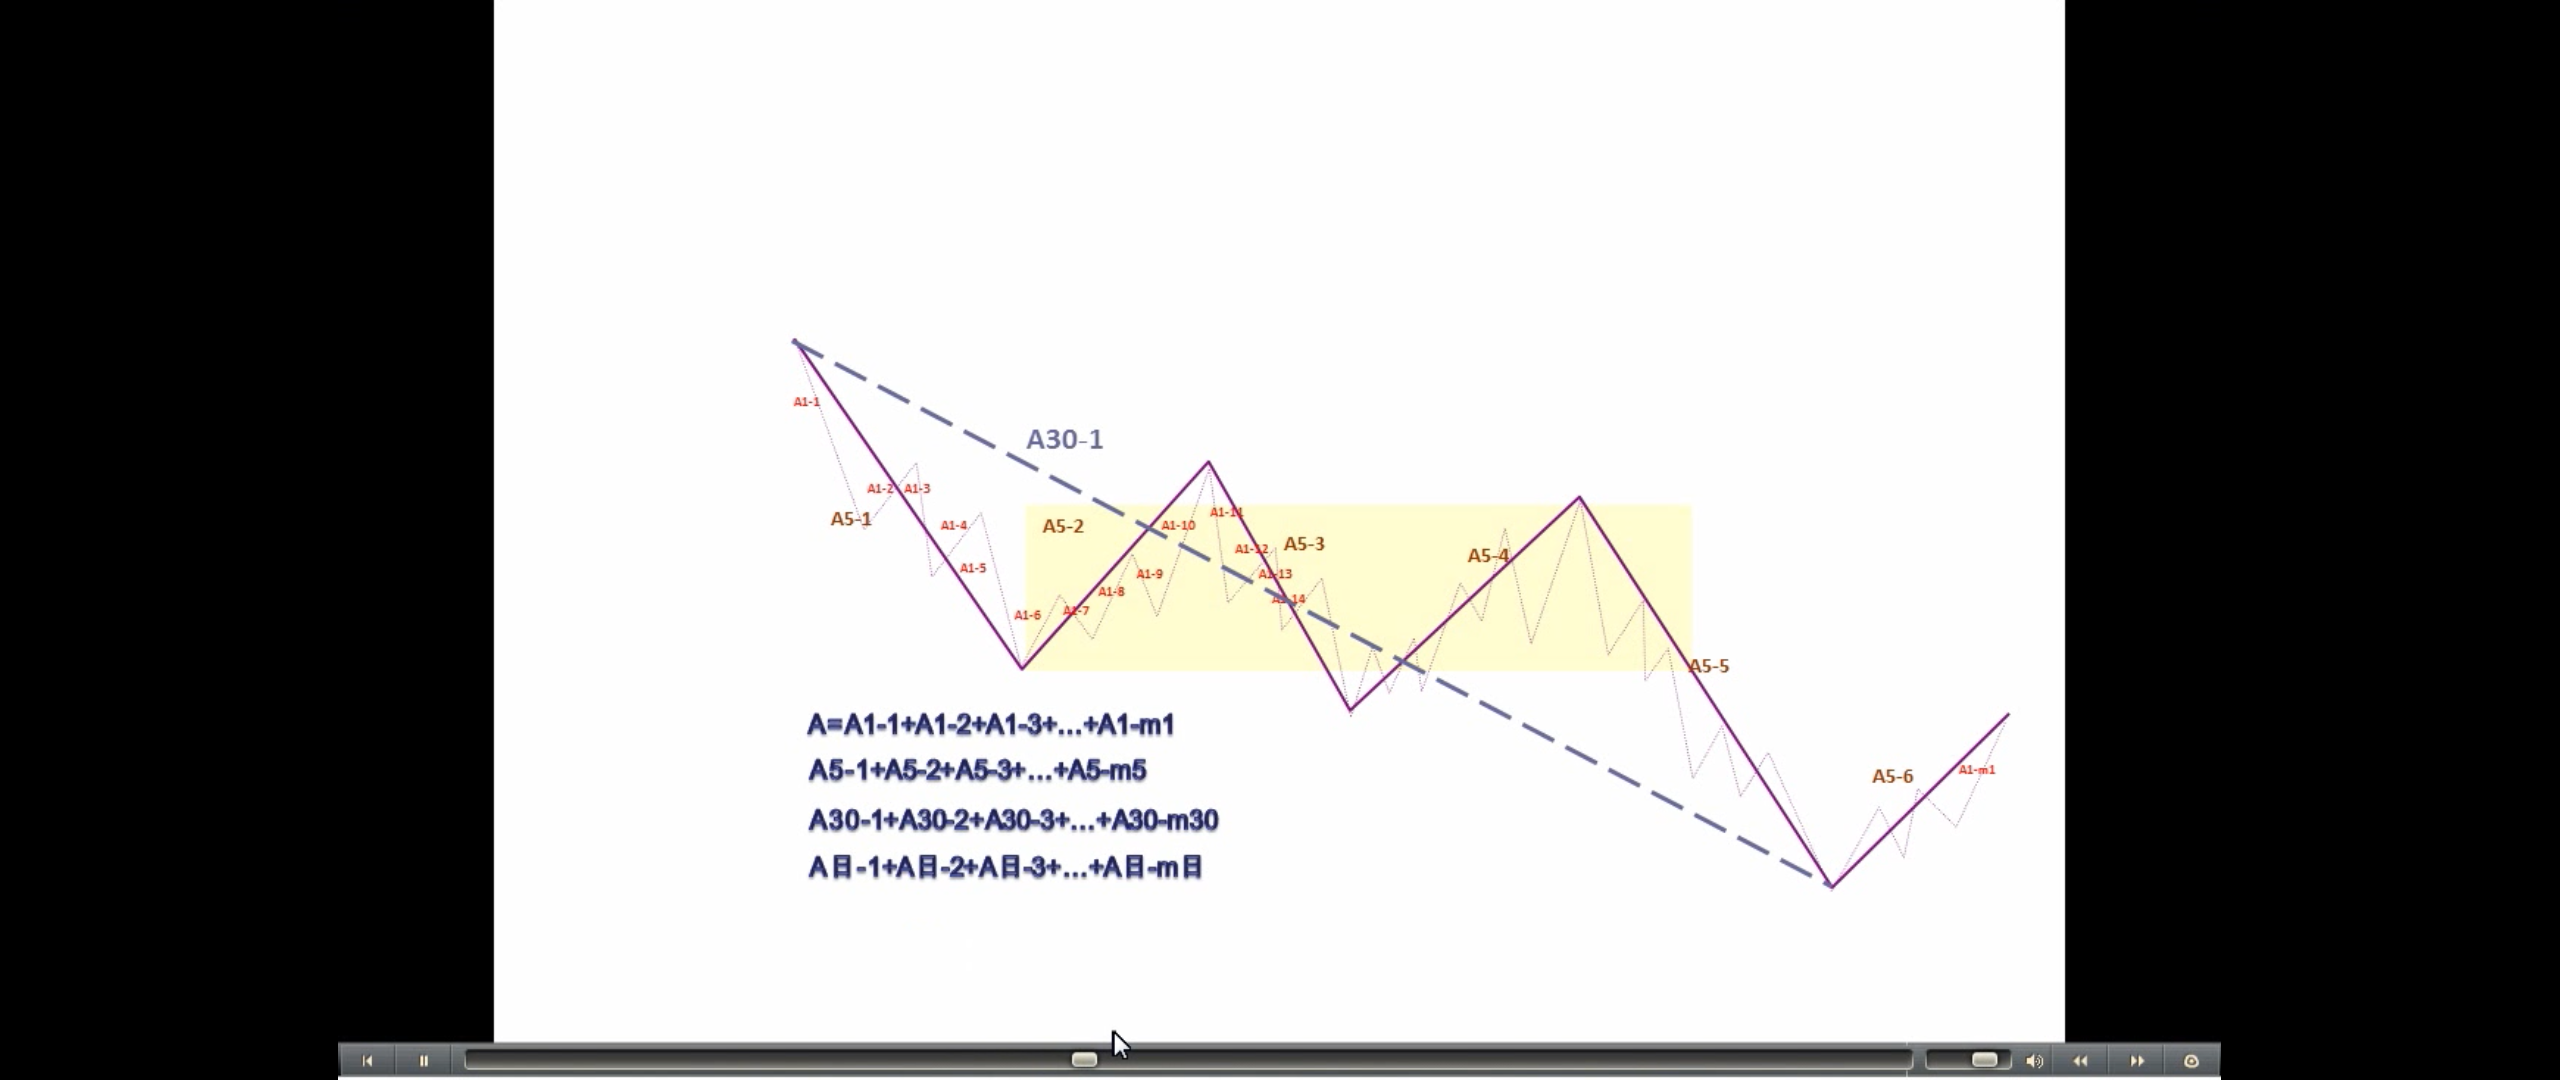 A1-1
A30-1
A1-2
A1-3
A5-1
A1-4
A1-5
A5-2
A1-10
A1-11
A1-12
A5-3
A1-9
A1-13
A1-8
A1-14
A1-6
A1-7
A5-4
A5-5
A5-6
A1-m1
A=A1-1+A1-2+A1-3+...+A1-m1
A5-1+A5-2+A5-3+...+A5-m5
A30-1+A30-2+A30-3+...+A30-m30
A日-1+A日-2+A日-3+...+A日-m日